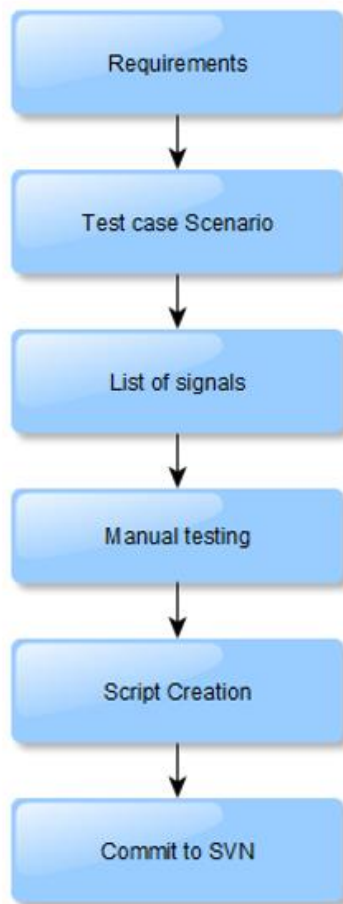 Requirements
Test case Scenario
List of signals
Manual testing
Script Creation
Commit to SVN